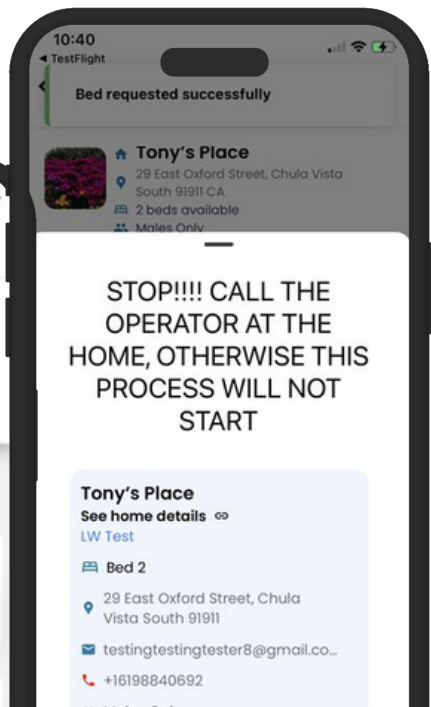 10:40
TestFlight
Bed requested successfully
Tony's Place
29 East Oxford Street, Chula Vista
South 91911 CA
2 beds available
Males Only
STOP!!!! CALL THE
OPERATOR AT THE
HOME, OTHERWISE THIS
PROCESS WILL NOT
START
Tony's Place
See home details
LW Test
Bed 2
29 East Oxford Street, Chula
Vista South 91911
testingtestingtester8@gmail.co...
+16198840692